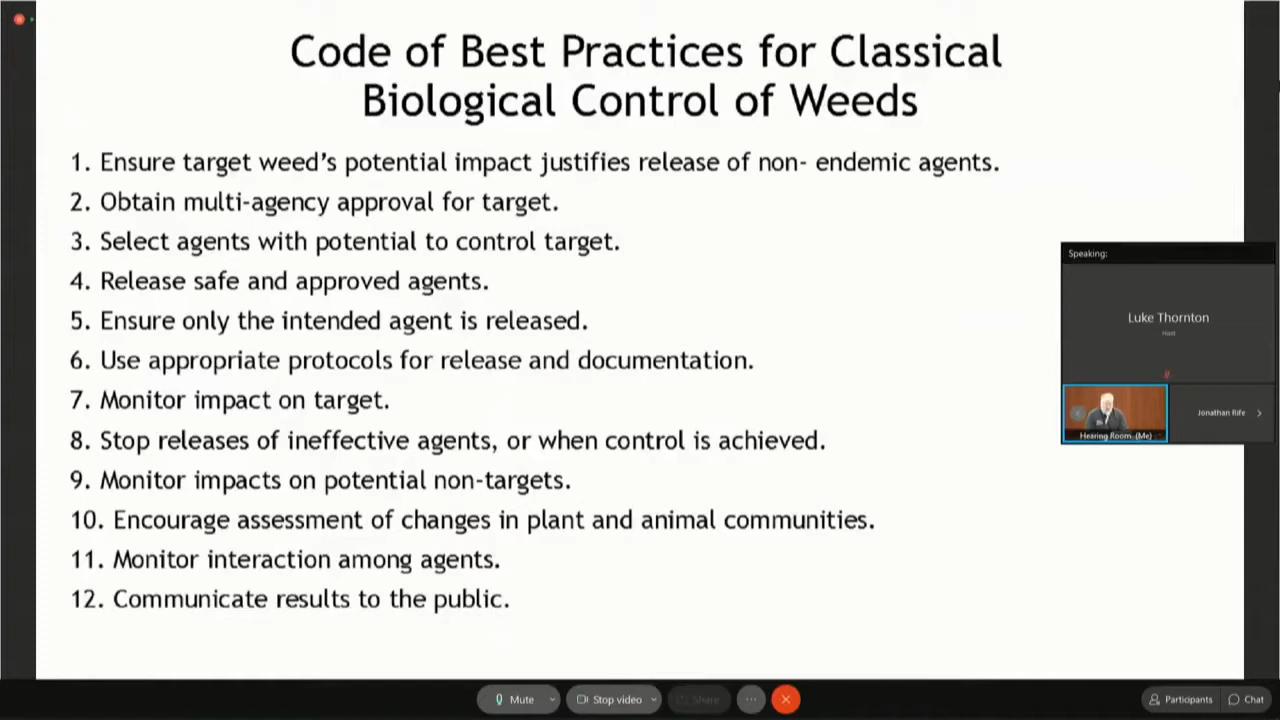 Code of Best Practices for Classical
Biological Control of Weeds
1. Ensure target weed's potential impact justifies release of non- endemic agents.
2. Obtain multi-agency approval for target.
3. Select agents with potential to control target.
4. Release safe and approved agents.
5. Ensure only the intended agent is released.
6. Use appropriate protocols for release and documentation.
7. Monitor impact on target.
8. Stop releases of ineffective agents, or when control is achieved.
9. Monitor impacts on potential non-targets.
10. Encourage assessment of changes in plant and animal communities.
11. Monitor interaction among agents.
12. Communicate results to the public.
Speaking:
Luke Thornton
Host
Hearing Room (Me)
Jonathan Rife
Mute
Stop video
Share
Participants
Chat